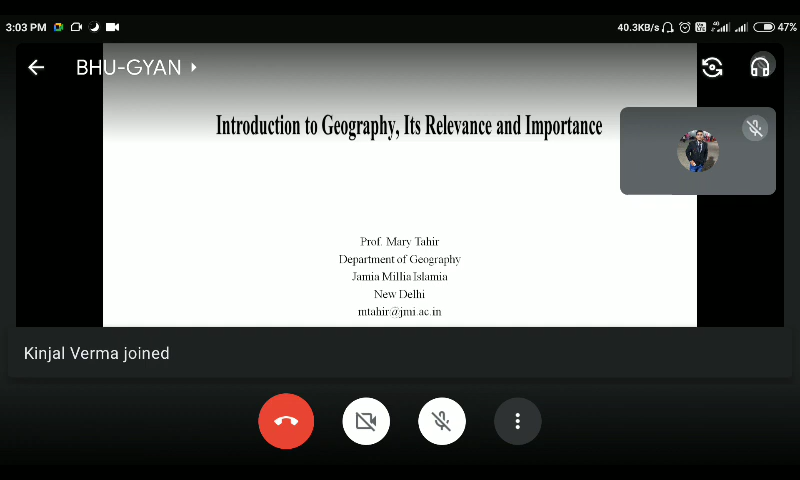 3:03 PM
40.3KB/s
4G
47%
BHU-GYAN
Introduction to Geography, Its Relevance and Importance
Prof. Mary Tahir
Department of Geography
Jamia Millia Islamia
New Delhi
mtahir@jmi.ac.in
Kinjal Verma joined